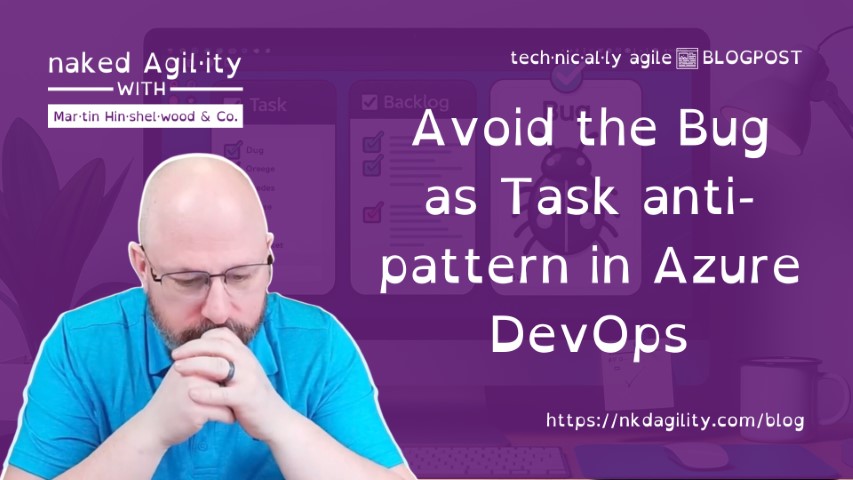 naked Agil·ity
WITH
Mar·tin Hin·shel·wood & Co.
tech·nic·al·ly agile BLOGPOST
Task
Backlog
Bug
Bug
Avoid the Bug
as Task anti-
pattern in Azure
DevOps
https://nkdagility.com/blog